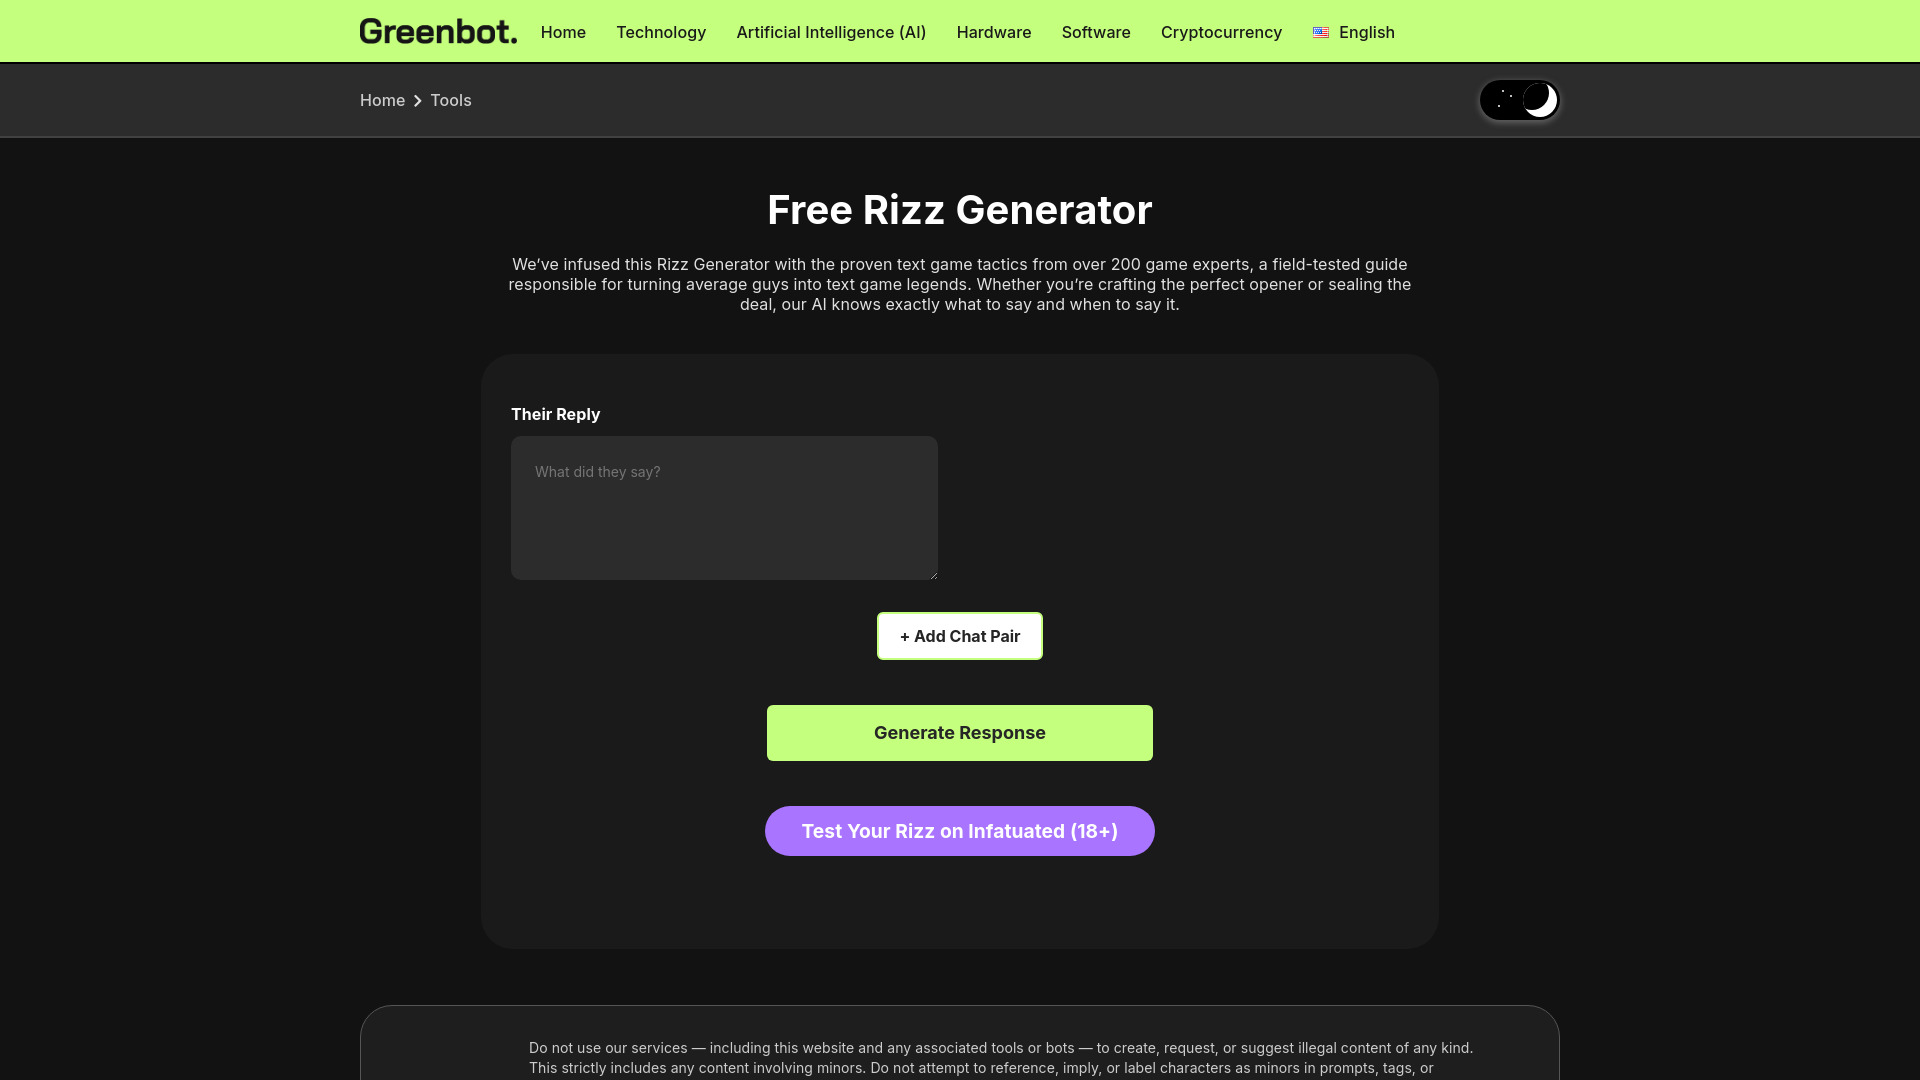 Greenbot.
Home
Technology
Artificial Intelligence (AI)
Hardware
Software
Cryptocurrency
English
Home
Tools
Free Rizz Generator
We’ve infused this Rizz Generator with the proven text game tactics from over 200 game experts, a field-tested guide
responsible for turning average guys into text game legends. Whether you’re crafting the perfect opener or sealing the
deal, our AI knows exactly what to say and when to say it.
Their Reply
What did they say?
+ Add Chat Pair
Generate Response
Test Your Rizz on Infatuated (18+)
Do not use our services — including this website and any associated tools or bots — to create, request, or suggest illegal content of any kind.
This strictly includes any content involving minors. Do not attempt to reference, imply, or label characters as minors in prompts, tags, or